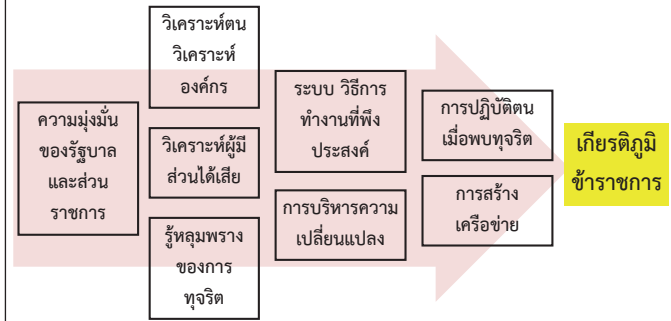 ความมุ่งมั่น
ของรัฐบาล
และส่วน
ราชการ
วิเคราะห์ตน
วิเคราะห์
องค์กร
วิเคราะห์ผู้มี
ส่วนได้เสีย
รู้หลุมพราง
ของการ
ทุจริต
ระบบ วิธีการ
ทำงานที่พึง
ประสงค์
การบริหารความ
เปลี่ยนแปลง
การปฏิบัติตน
เมื่อพบทุจริต
การสร้าง
เครือข่าย
เกียรติภูมิ
ข้าราชการ